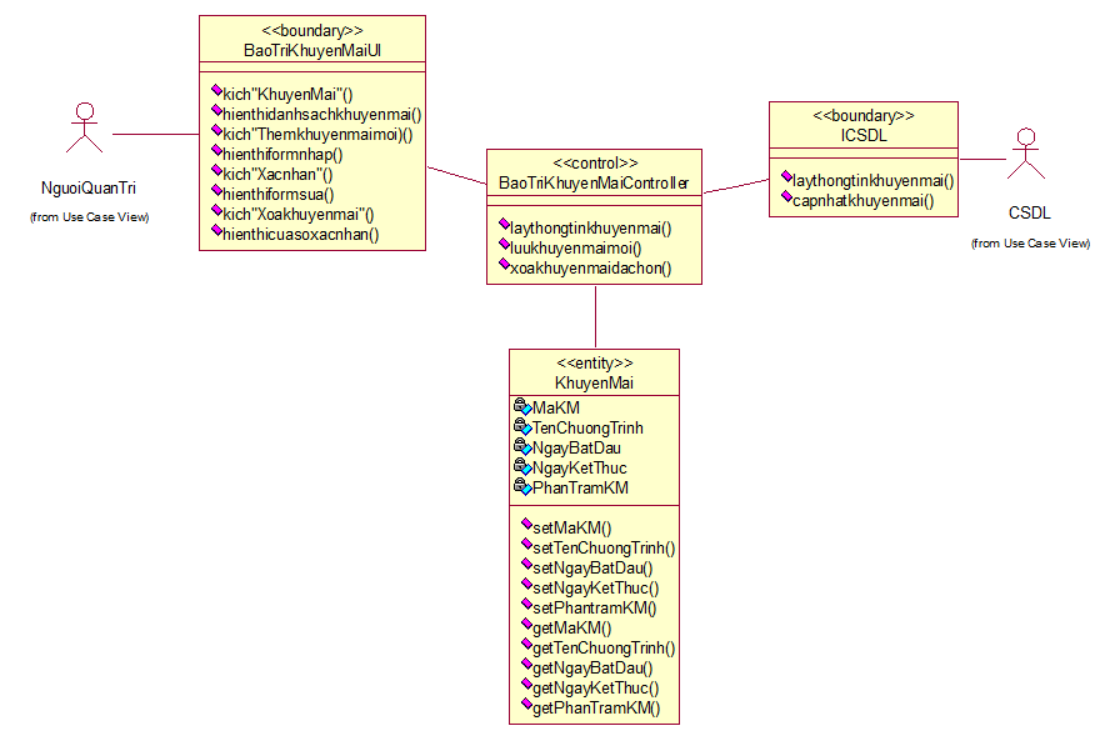 <<boundary>>
BaoTriKhuyenMaiUI
kich"KhuyenMai"()
hienthidanhsachkhuyenmai()
kich"Themkhuyenmaimoi)()
hienthiformnhap()
kich"Xacnhan"()
hienthiformsua()
kich"Xoakhuyenmai"()
hienthicuasoxacnhan()
NguoiQuanTri
(from Use Case View)
<<control>>
BaoTriKhuyenMaiController
laythongtinkhuyenmai()
luukhuyenmaimoi()
xoakhuyenmaidachon()
<<boundary>>
ICSDL
laythongtinkhuyenmai()
capnhatkhuyenmai()
CSDL
(from Use Case View)
<<entity>>
KhuyenMai
MaKM
TenChuongTrinh
NgayBatDau
NgayKetThuc
PhanTramKM
setMaKM()
setTenChuongTrinh()
setNgayBatDau()
setNgayKetThuc()
setPhantramKM()
getMaKM()
getTenChuongTrinh()
getNgayBatDau()
getNgayKetThuc()
getPhanTramKM()